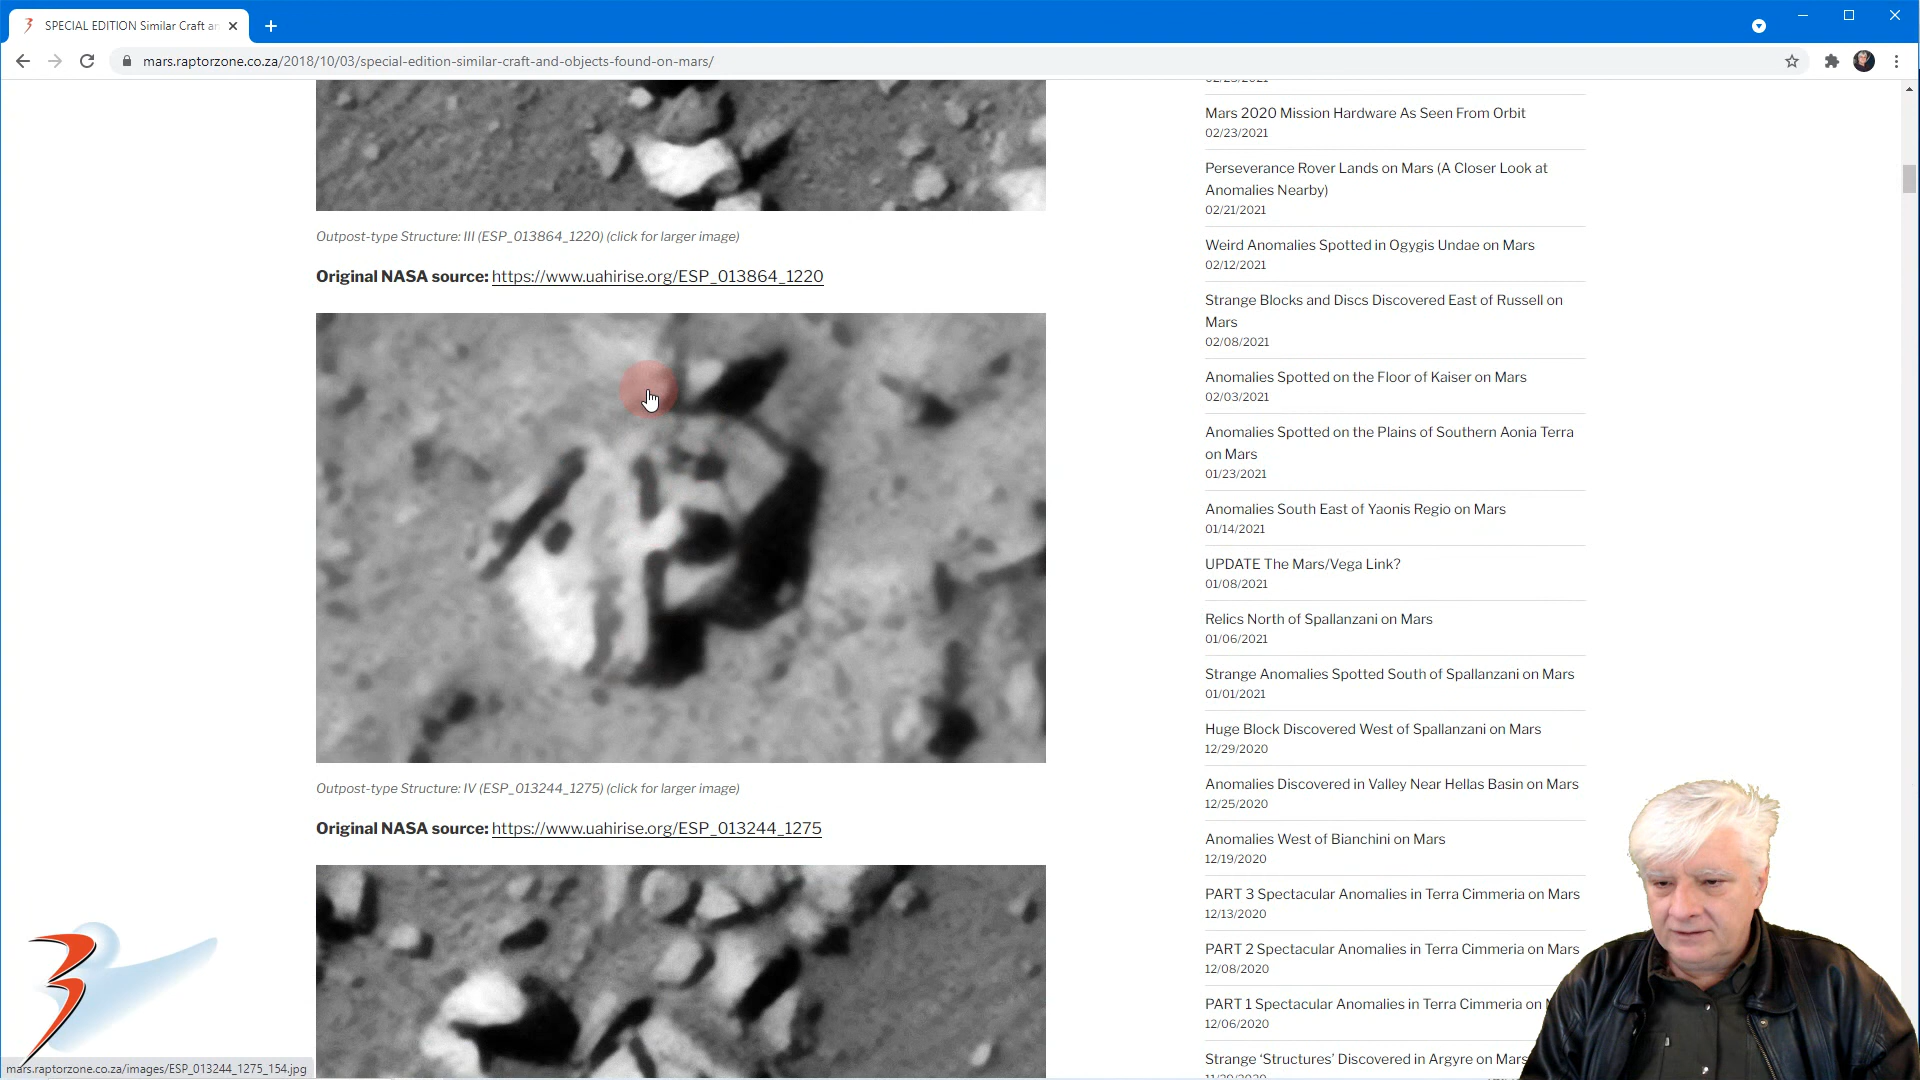 SPECIAL EDITION Similar Craft an
mars.raptorzone.co.za/2018/10/03/special-edition-similar-craft-and-objects-found-on-mars/
Outpost-type Structure: III (ESP_013864_1220) (click for larger image)
Original NASA source: https://www.uahirise.org/ESP_013864_1220
Outpost-type Structure: IV (ESP_013244_1275) (click for larger image)
Original NASA source: https://www.uahirise.org/ESP_013244_1275
Mars 2020 Mission Hardware As Seen From Orbit
02/23/2021
Perseverance Rover Lands on Mars (A Closer Look at
Anomalies Nearby)
02/21/2021
Weird Anomalies Spotted in Ogygis Undae on Mars
02/12/2021
Strange Blocks and Discs Discovered East of Russell on
Mars
02/08/2021
Anomalies Spotted on the Floor of Kaiser on Mars
02/03/2021
Anomalies Spotted on the Plains of Southern Aonia Terra
on Mars
01/23/2021
Anomalies South East of Yaonis Regio on Mars
01/14/2021
UPDATE The Mars/Vega Link?
01/08/2021
Relics North of Spallanzani on Mars
01/06/2021
Strange Anomalies Spotted South of Spallanzani on Mars
01/01/2021
Huge Block Discovered West of Spallanzani on Mars
12/29/2020
Anomalies Discovered in Valley Near Hellas Basin on Mars
12/25/2020
Anomalies West of Bianchini on Mars
12/19/2020
PART 3 Spectacular Anomalies in Terra Cimmeria on Mars
12/13/2020
PART 2 Spectacular Anomalies in Terra Cimmeria on Mars
12/08/2020
PART 1 Spectacular Anomalies in Terra Cimmeria on
12/06/2020
Strange ‘Structures’ Discovered in Argyre on Mars
mars.raptorzone.co.za/images/ESP_013244_1275_154.jpg